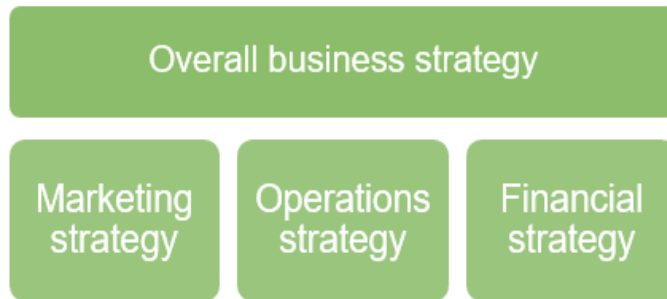 Overall business strategy
Marketing Operations Financial
strategy strategy strategy